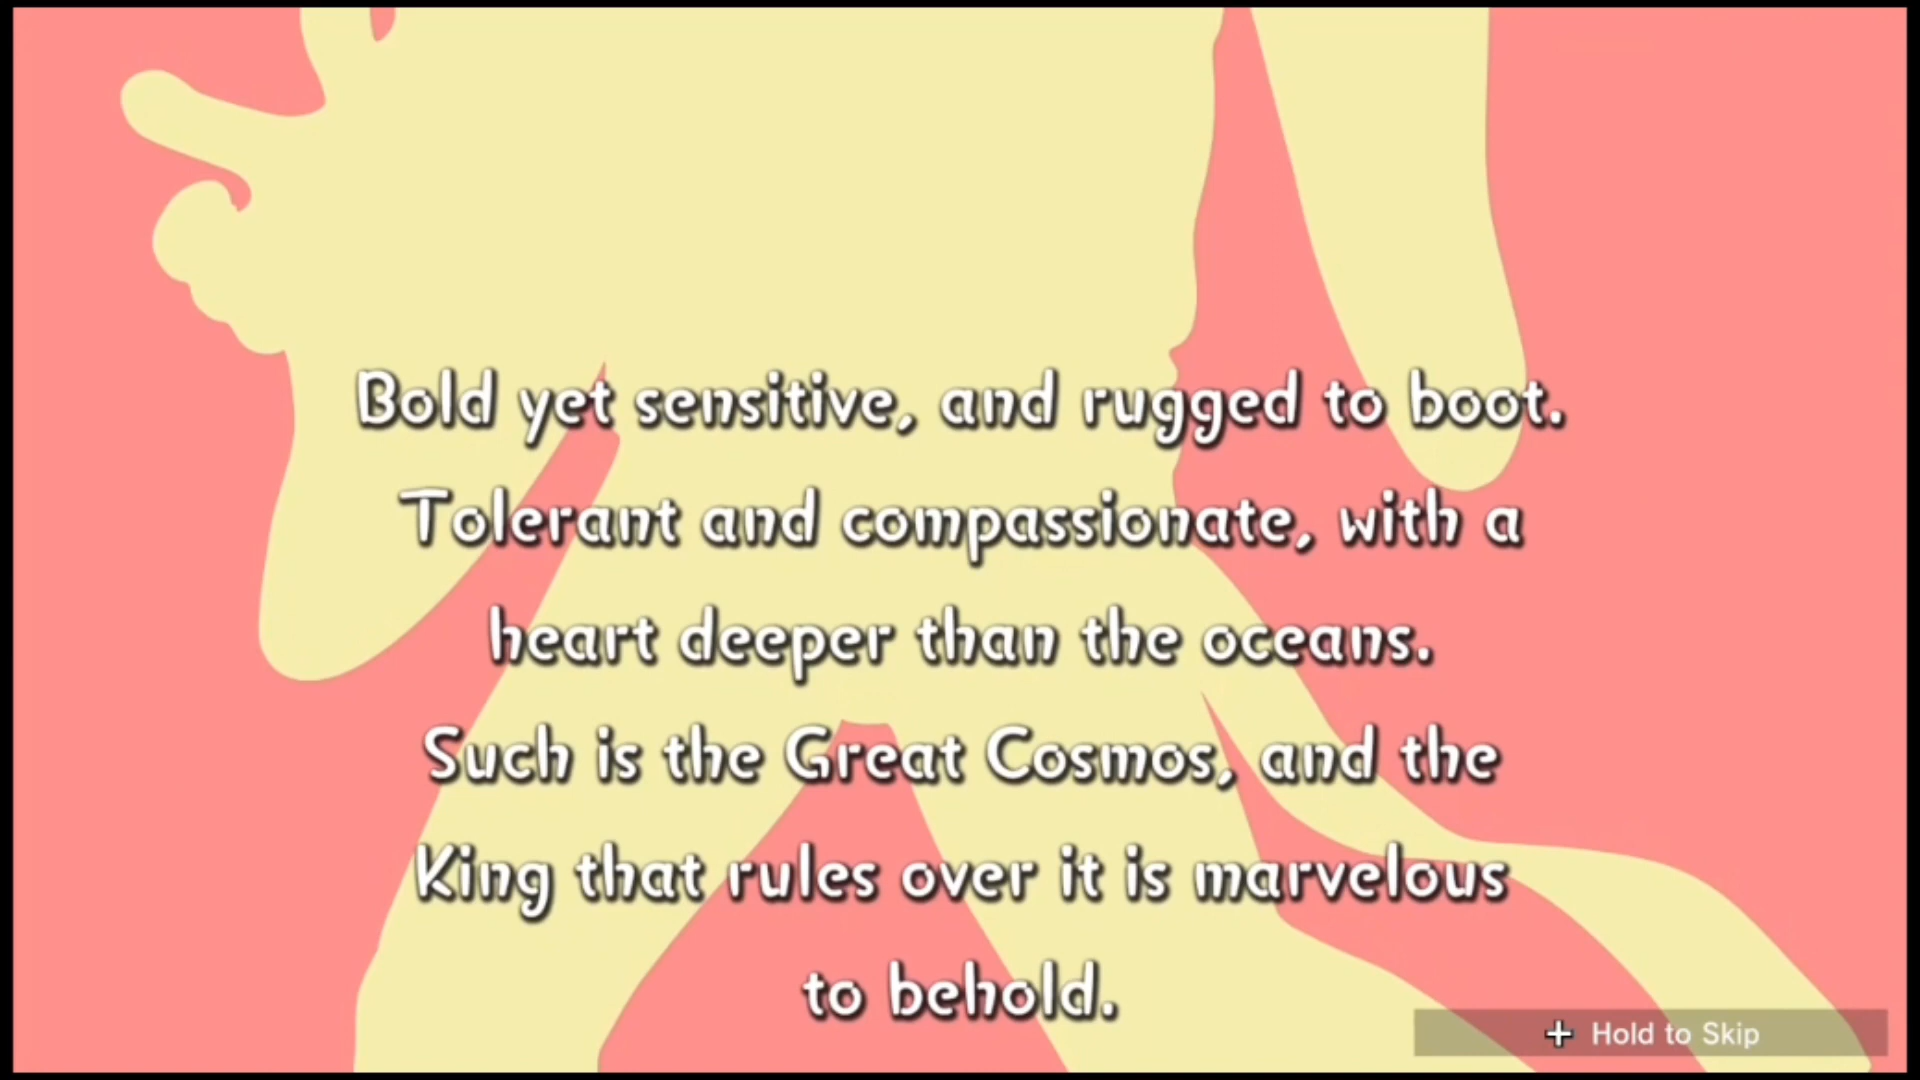 Bold yet sensitive, and rugged to boot.
Tolerant and compassionate, with a
heart deeper than the oceans.
Such is the Great Cosmos, and the
King that rules over it is marvelous
to behold.
+ Hold to Skip